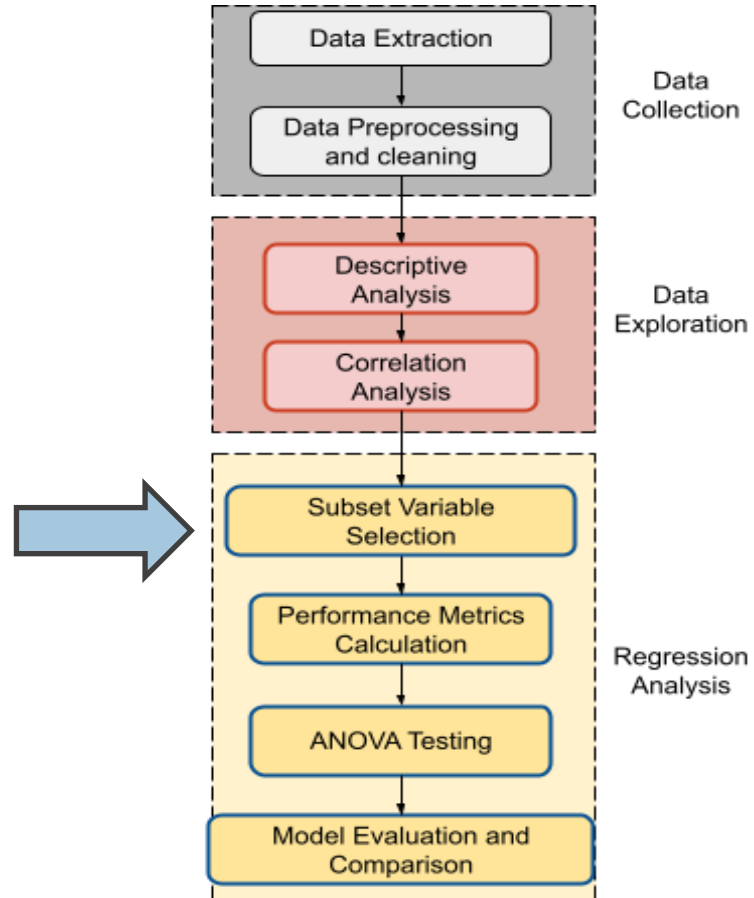 Data Extraction
Data
Collection
Data Preprocessing
and cleaning
Descriptive
Analysis
Data
Exploration
Correlation
Analysis
Subset Variable
Selection
Performance Metrics
Calculation
Regression
Analysis
ANOVA Testing
Model Evaluation and
Comparison